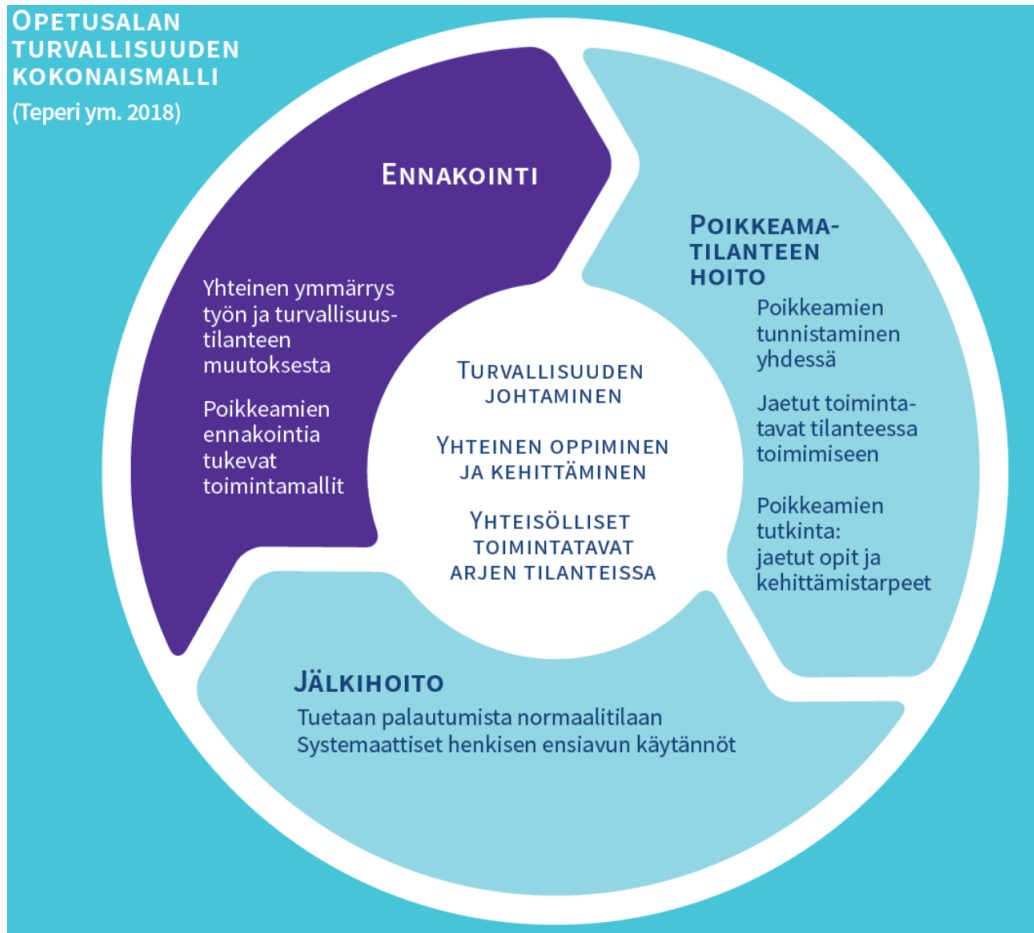 OPETUSALAN
TURVALLISUUDEN
KOKONAISMALLI
(Teperi ym. 2018)
ENNAKOINTI
Yhteinen ymmärrys
työn ja turvallisuus-
tilanteen
muutoksesta
Poikkeamien
ennakointia
tukevat
toimintamallit
POIKKEAMA-
TILANTEEN
HOITO
Poikkeamien
tunnistaminen
yhdessä
Jaetut toiminta-
tavat tilanteessa
toimimiseen
Poikkeamien
tutkinta:
jaetut opit ja
kehittämistarpeet
TURVALLISUUDEN
JOHTAMINEN
YHTEINEN OPPIMINEN
JA KEHITTÄMINEN
YHTEISÖLLISET
TOIMINTATAVAT
ARJEN TILANTEISSA
JÄLKIHOITO
Tuetaan palautumista normaalitilaan
Systemaattiset henkisen ensiavun käytännöt